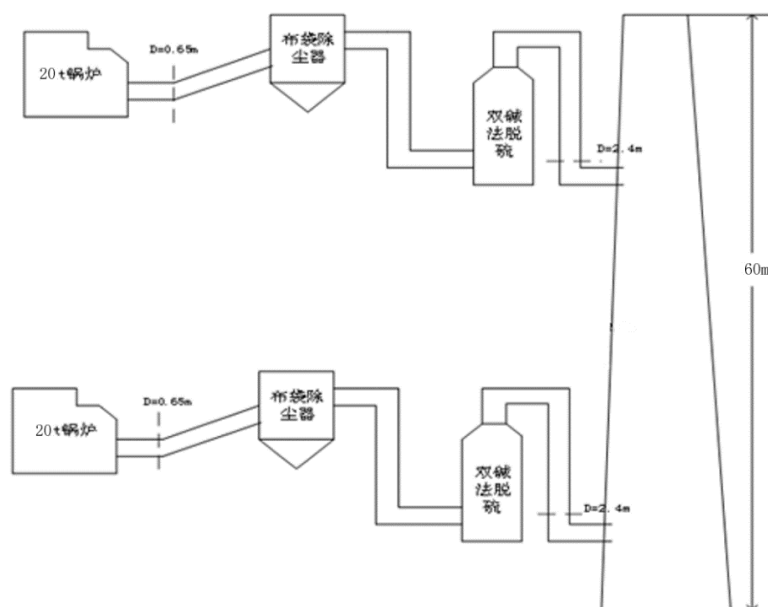 D=0.65m
20t锅炉
布袋除
尘器
双碱
法脱
硫
D=2.4m
60m
D=0.65m
20t锅炉
布袋除
尘器
双碱
法脱
硫
D=2.4m